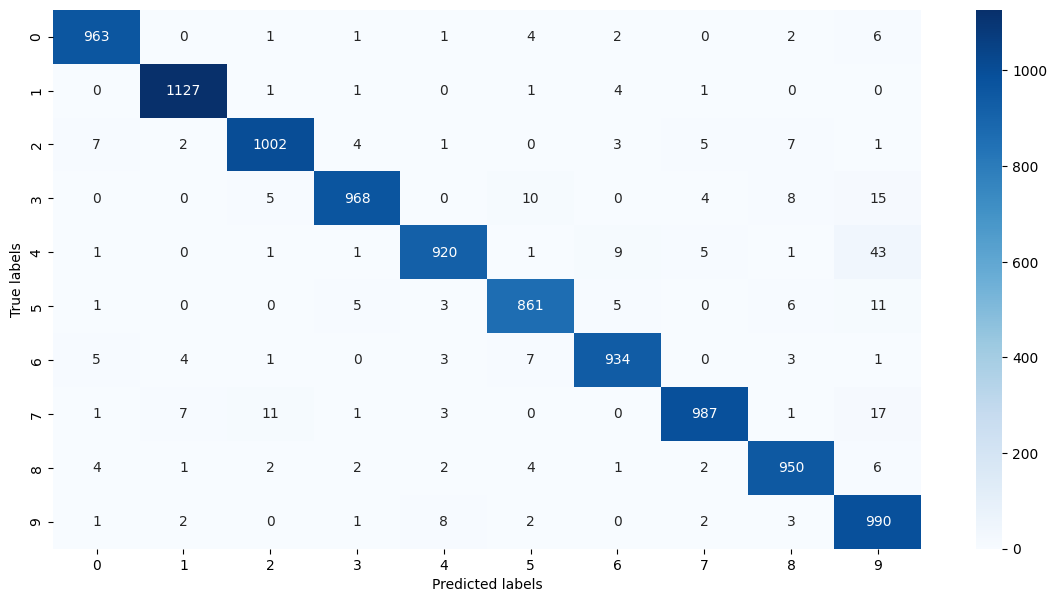 0 963 0 1 1 1 4 2 0 2 6
1 0 1127 1 1 0 1 4 1 0 0
2 7 2 1002 4 1 0 3 5 7 1
3 0 0 5 968 0 10 0 4 8 15
4 1 0 1 1 920 1 9 5 1 43
5 1 0 0 5 3 861 5 0 6 11
6 5 4 1 0 3 7 934 0 3 1
7 1 7 11 1 3 0 0 987 1 17
8 4 1 2 2 2 4 1 2 950 6
9 1 2 0 1 8 2 0 2 3 990
0 1 2 3 4 5 6 7 8 9
Predicted labels
True labels
1000
800
600
400
200
0